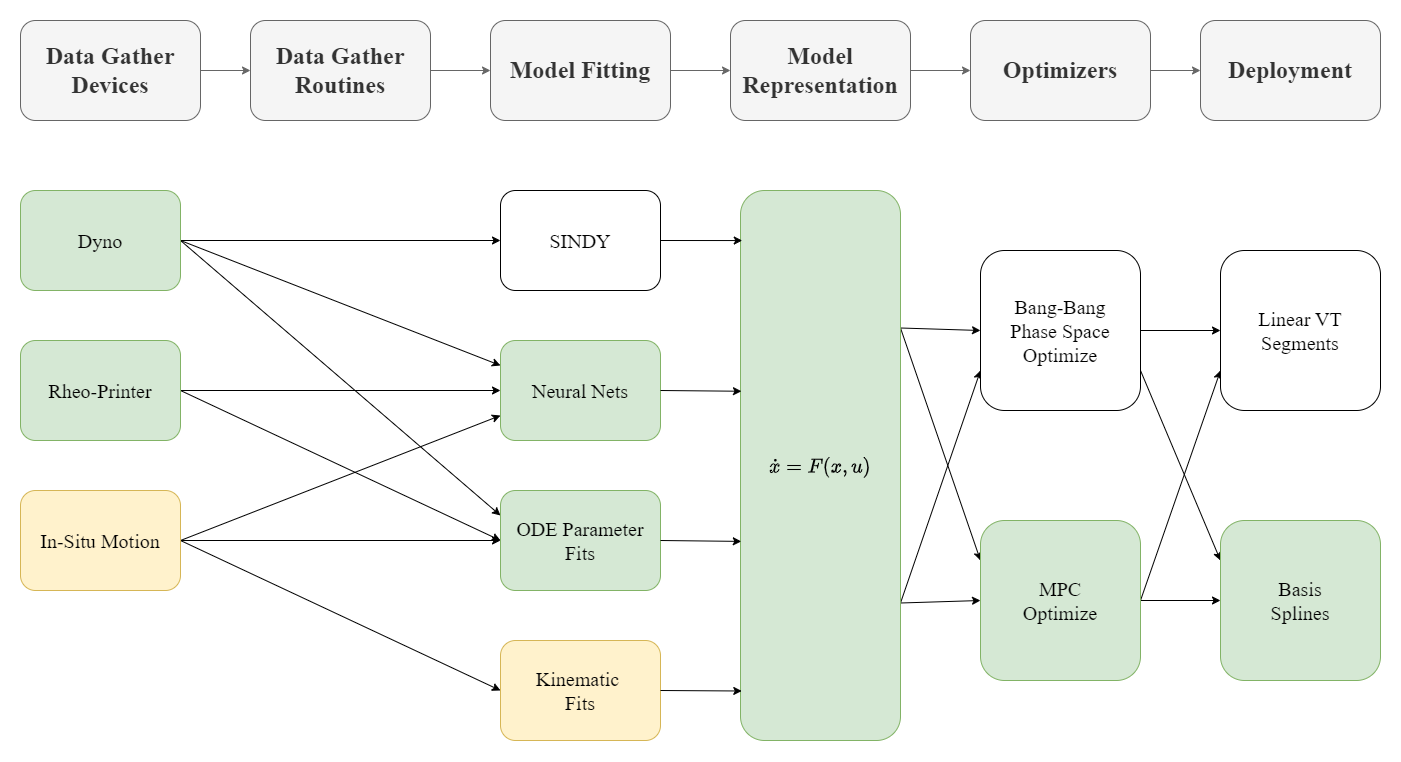 Data Gather
Devices
Data Gather
Routines
Model Fitting
Model
Representation
Optimizers
Deployment
Dyno
SINDY
Rheo-Printer
Neural Nets
In-Situ Motion
ODE Parameter
Fits
Kinematic
Fits
ẋ = F(x, u)
Bang-Bang
Phase Space
Optimize
MPC
Optimize
Linear VT
Segments
Basis
Splines